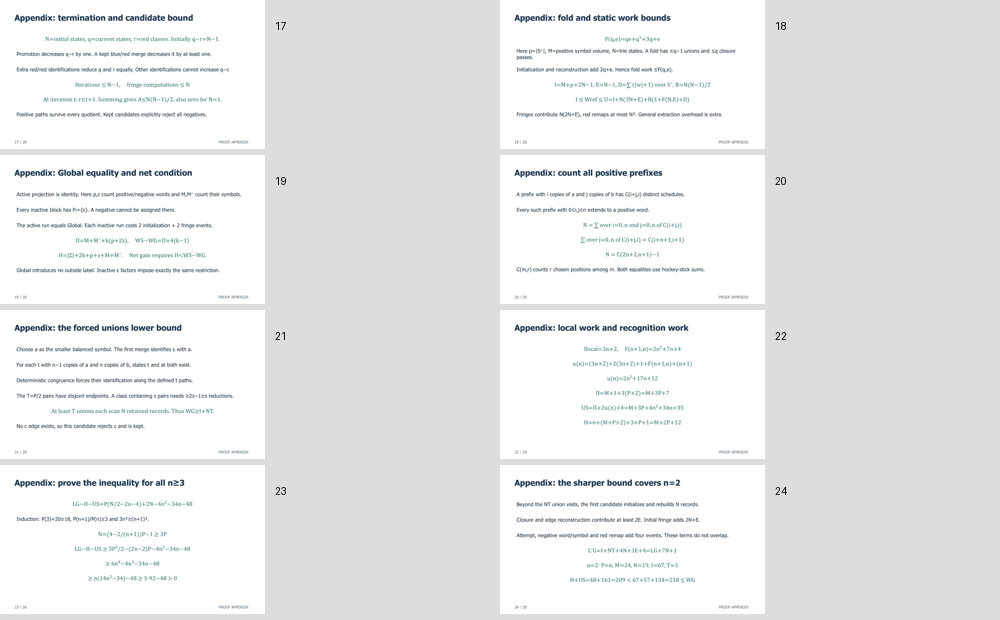 Appendix: termination and candidate bound
N=initial states, q=current states, r=red classes. Initially q−r=N−1.
Promotion decreases q−r by one. A kept blue/red merge decreases it by at least one.
Extra red/red identifications reduce q and r equally. Other identifications cannot increase q−r.
Iterations ≤ N−1, fringe computations ≤ N
At iteration t: r≤t+1. Summing gives A≤N(N−1)/2, also zero for N=1.
Positive paths survive every quotient. Kept candidates explicitly reject all negatives.
17 / 28
PROOF APPENDIX
17
Appendix: fold and static work bounds
F(q,e)=qe+q²+3q+e
M=positive symbol volume, N=trie states. A fold has ≤q−1 unions and ≤q closure
passes.
Initialization and reconstruction add 2q+e. Hence fold work ≤F(q,e).
I=M+p+2N−1, E=N−1, D=∑(|w|+1) over S⁻, B=N(N−1)/2
I ≤ Wref ≤ U=I+N(3N+E)+B(1+F(N,E)+D)
Fringes contribute N(2N+E), red remaps at most N². General extraction overhead is extra.
18 / 28
PROOF APPENDIX
18
Appendix: Global equality and net condition
Active projection is identity. Here p,z count positive/negative words and M,M⁻ count their symbols.
Every inactive block has Pᵢ={ε}. A negative cannot be assigned there.
The active run equals Global. Each inactive run costs 2 initialization + 2 fringe events.
Π=M+M⁻+k(p+2z), WS−WG=Π+4(k−1)
H=|Σ|+2k+p+z+M+M⁻. Net gain requires H<WS−WG.
Global introduces no outside label. Inactive ε factors impose exactly the same restriction.
19 / 28
PROOF APPENDIX
19
Appendix: count all positive prefixes
A prefix with i copies of a and j copies of b has C(i+j,i) distinct schedules.
Every such prefix with 0≤i,j≤n extends to a positive word.
N = ∑ over i=0..n and j=0..n of C(i+j,i)
∑ over j=0..n of C(i+j,i) = C(i+n+1,i+1)
N = C(2n+2,n+1)−1
C(m,r) counts r chosen positions among m. Both equalities use hockey-stick sums.
20 / 28
PROOF APPENDIX
20
Appendix: the forced unions lower bound
Choose a as the smaller balanced symbol. The first merge identifies ε with a.
For each t with n−1 copies of a and n copies of b, states t and at both exist.
Deterministic congruence forces their identification along the defined t paths.
The T=P/2 pairs have disjoint endpoints. A class containing s pairs needs ≥2s−1≥s reductions.
At least T unions each scan N retained records. Thus WG≥I+NT.
No c edge exists, so this candidate rejects c and is kept.
21 / 28
PROOF APPENDIX
21
Appendix: local work and recognition work
Ilocal=3n+2, F(n+1,n)=2n²+7n+4
u(n)=(3n+2)+2(3n+2)+1+F(n+1,n)+(n+1)
u(n)=2n²+17n+12
Π=M+1+3(P+2)=M+3P+7
US=Π+2u(n)+4=M+3P+4n²+34n+35
H=6+(M+P+2)+3+P+1=M+2P+12
22 / 28
PROOF APPENDIX
22
Appendix: prove the inequality for all n≥3
LG−H−US=P(N/2−2n−4)+2N−4n²−34n−48
Induction: P(3)=20≥18, P(n+1)/P(n)≥3 and 3n²≥(n+1)².
N=(4−2/(n+1))P−1 ≥ 3P
LG−H−US ≥ 3P²/2−(2n−2)P−4n²−34n−48
≥ 6n⁴−4n³−34n−48
≥ n(14n²−34)−48 ≥ 3·92−48 > 0
23 / 28
PROOF APPENDIX
23
Appendix: the sharper bound covers n=2
Beyond the NT union visits, the first candidate initializes and rebuilds N records.
Closure and edge reconstruction contribute at least 2E. Initial fringe adds 2N+E.
Attempt, negative word/symbol and red remap add four events. These terms do not overlap.
L'G=I+NT+4N+3E+4=LG+7N+1
n=2: P=6, M=24, N=19, I=67, T=3
H+US=48+161=209 < 67+57+134=258 ≤ WG
24 / 28
PROOF APPENDIX
24